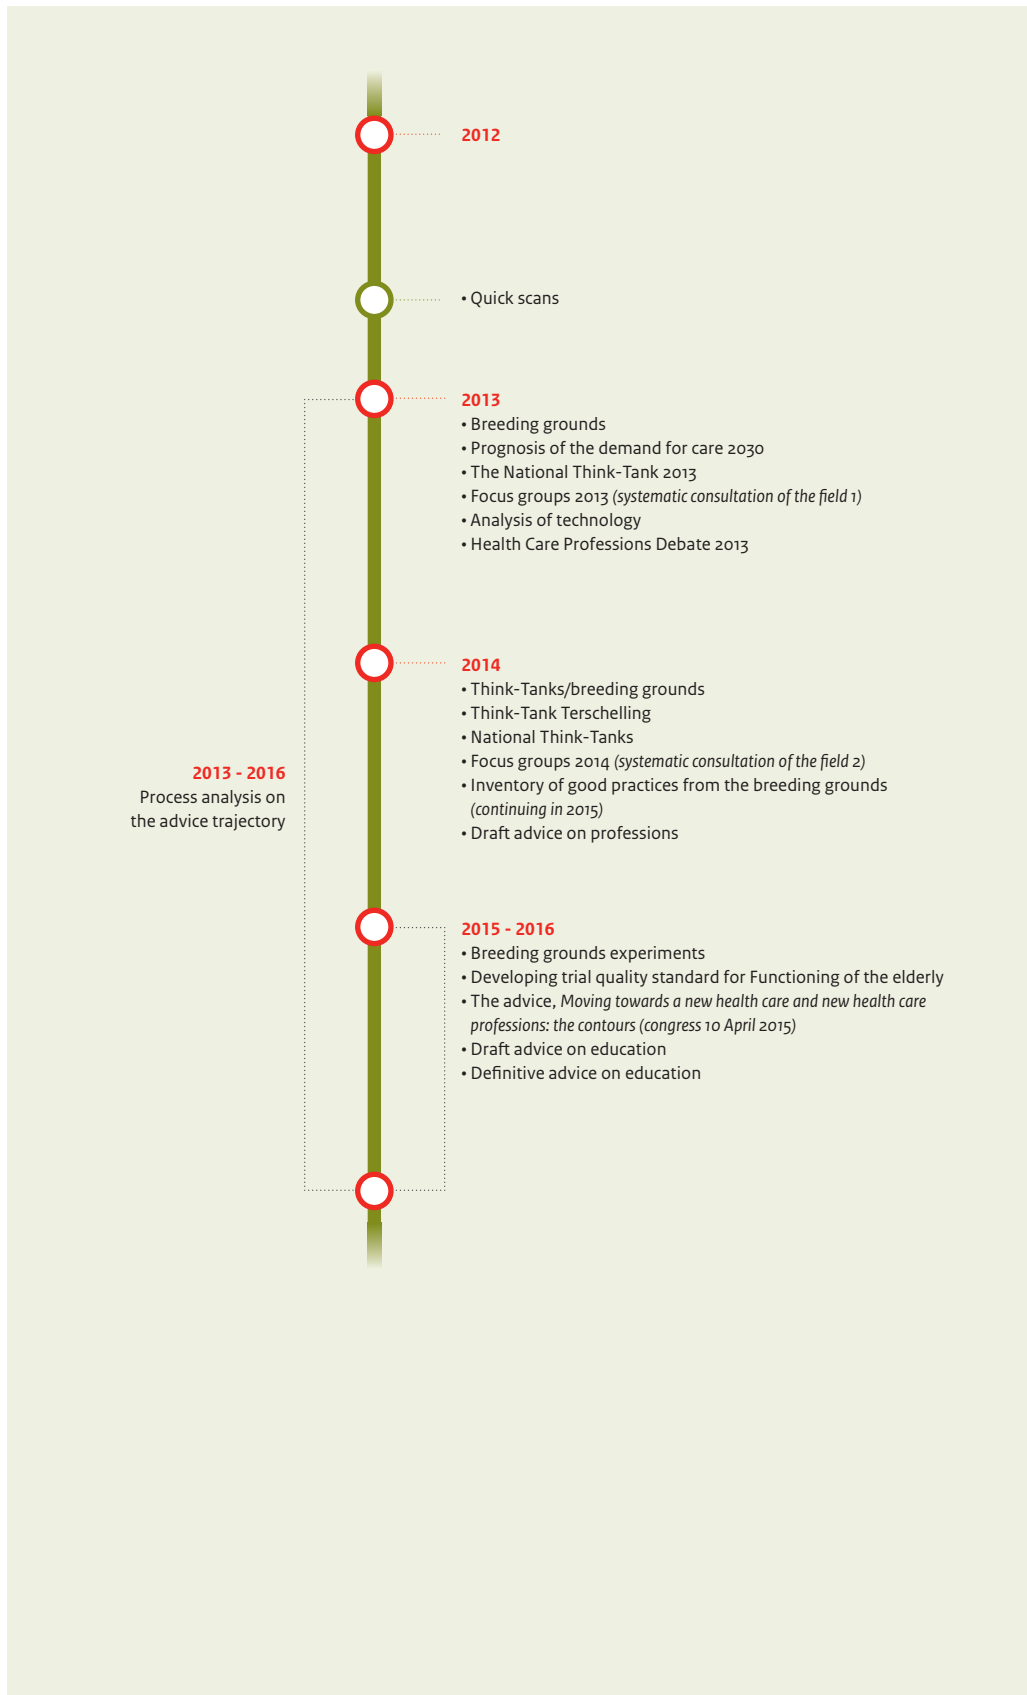 2012
• Quick scans
2013
• Breeding grounds
• Prognosis of the demand for care 2030
• The National Think-Tank 2013
• Focus groups 2013 (systematic consultation of the field 1)
• Analysis of technology
• Health Care Professions Debate 2013
2014
• Think-Tanks/breeding grounds
• Think-Tank Terschelling
• National Think-Tanks
• Focus groups 2014 (systematic consultation of the field 2)
• Inventory of good practices from the breeding grounds
(continuing in 2015)
• Draft advice on professions
2013 - 2016
Process analysis on
the advice trajectory
2015 - 2016
• Breeding grounds experiments
• Developing trial quality standard for Functioning of the elderly
• The advice, Moving towards a new health care and new health care
professions: the contours (congress 10 April 2015)
• Draft advice on education
• Definitive advice on education